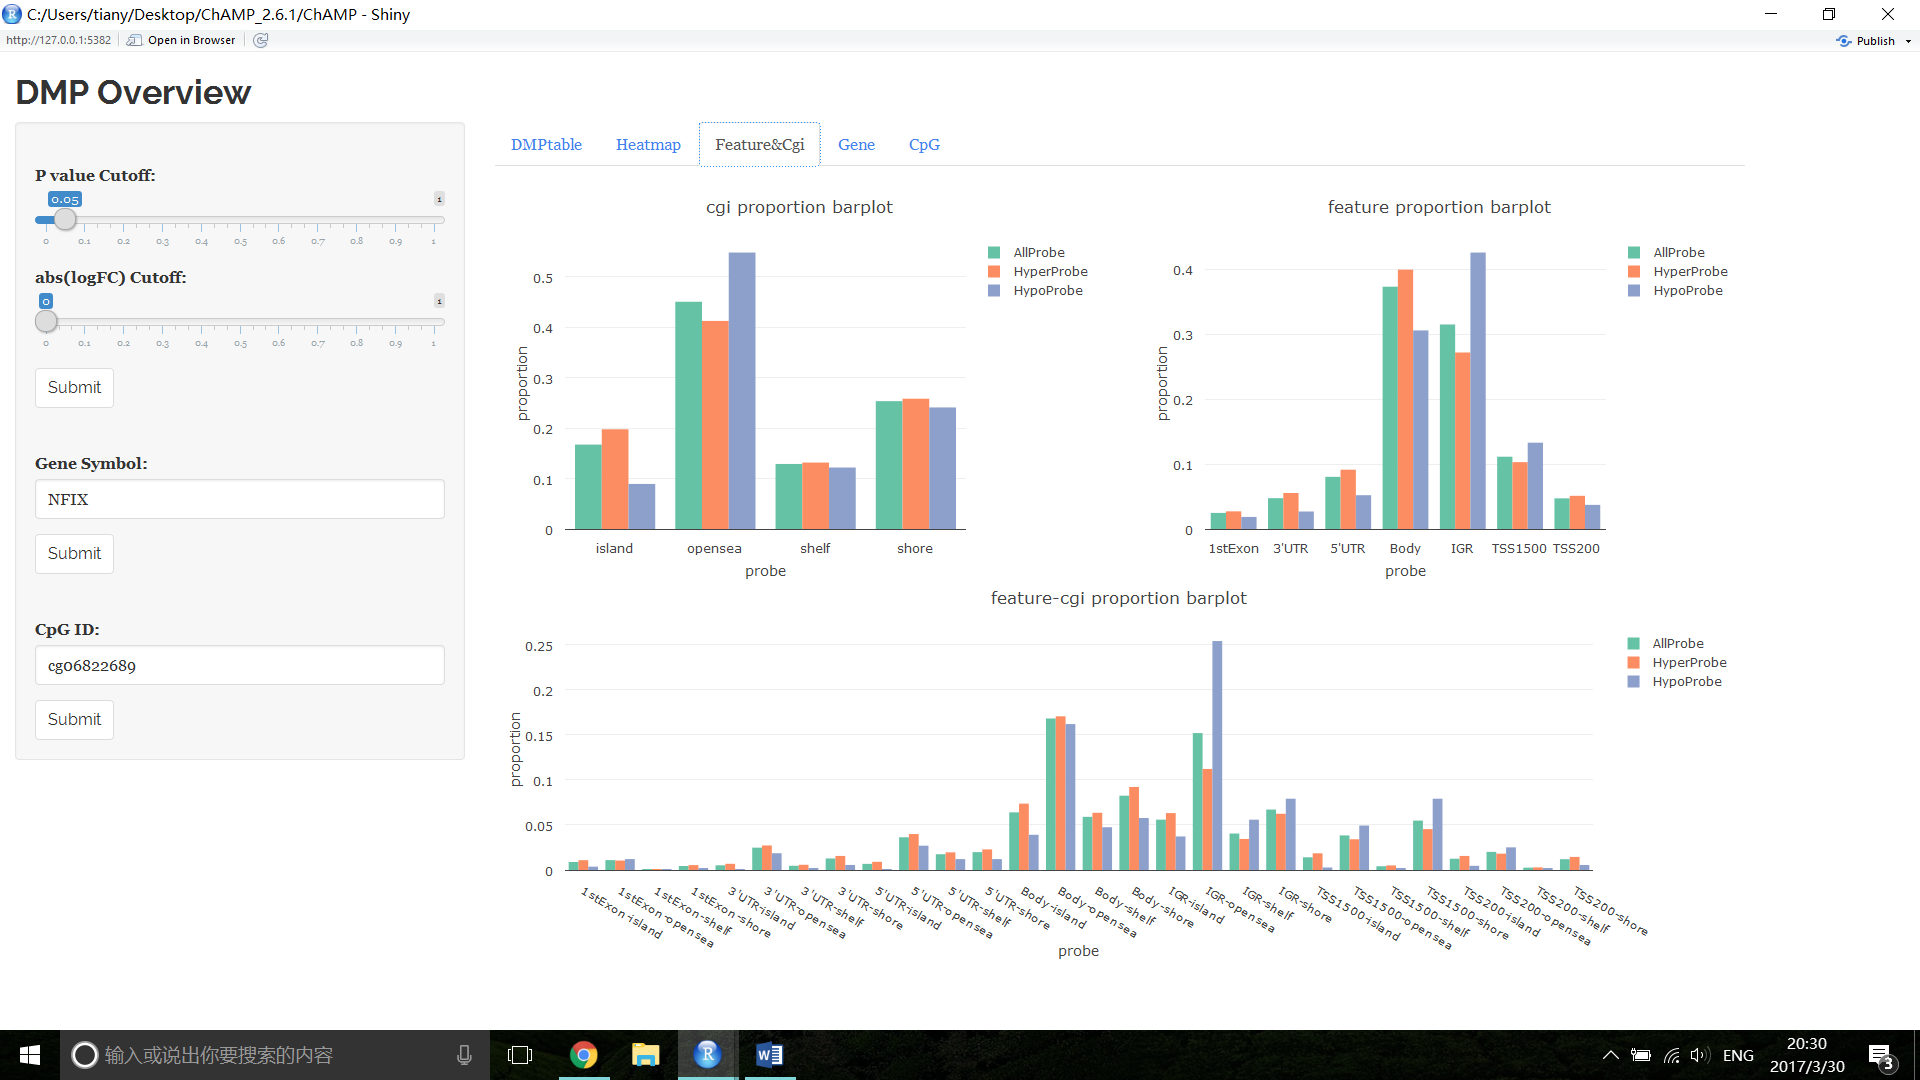 C:/Users/tiany/Desktop/ChAMP_2.6.1/ChAMP - Shiny
http://127.0.0.1:5382 Open in Browser Publish
DMP Overview
DMPtable Heatmap Feature&Cgi Gene CpG
P value Cutoff:
0.05 1
0 0.1 0.2 0.3 0.4 0.5 0.6 0.7 0.8 0.9 1
abs(logFC) Cutoff:
0 1
0 0.1 0.2 0.3 0.4 0.5 0.6 0.7 0.8 0.9 1
Submit
Gene Symbol:
NFIX
Submit
CpG ID:
cg06822689
Submit
cgi proportion barplot
AllProbe
HyperProbe
HypoProbe
proportion
0.5
0.4
0.3
0.2
0.1
0
island opensea shelf shore
probe
feature proportion barplot
AllProbe
HyperProbe
HypoProbe
proportion
0.4
0.3
0.2
0.1
0
1stExon 3'UTR 5'UTR Body IGR TSS1500 TSS200
probe
feature-cgi proportion barplot
AllProbe
HyperProbe
HypoProbe
proportion
0.25
0.2
0.15
0.1
0.05
0
1stExon-island
1stExon-opensea
1stExon-shelf
1stExon-shore
3'UTR-island
3'UTR-opensea
3'UTR-shelf
3'UTR-shore
5'UTR-island
5'UTR-opensea
5'UTR-shelf
5'UTR-shore
Body-island
Body-opensea
Body-shelf
Body-shore
IGR-island
IGR-opensea
IGR-shelf
IGR-shore
TSS1500-island
TSS1500-opensea
TSS1500-shelf
TSS1500-shore
TSS200-island
TSS200-opensea
TSS200-shelf
TSS200-shore
probe
输入或说出你要搜索的内容
ENG
20:30
2017/3/30
3